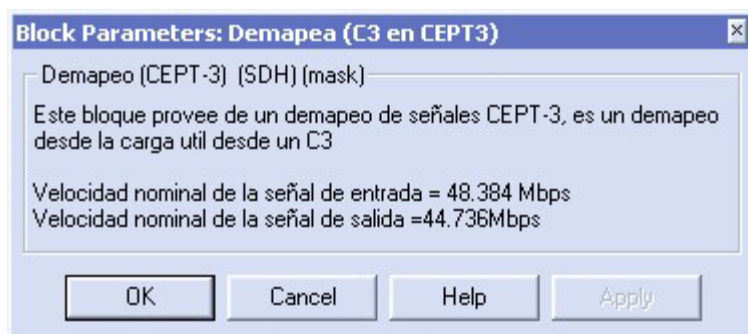 Block Parameters: Demapea (C3 en CEPT3)
Demapeo (CEPT-3) (SDH) (mask)
Este bloque provee de un demapeo de señales CEPT-3, es un demapeo
desde la carga util desde un C3
Velocidad nominal de la señal de entrada = 48.384 Mbps
Velocidad nominal de la señal de salida =44.736Mbps
OK Cancel Help Apply